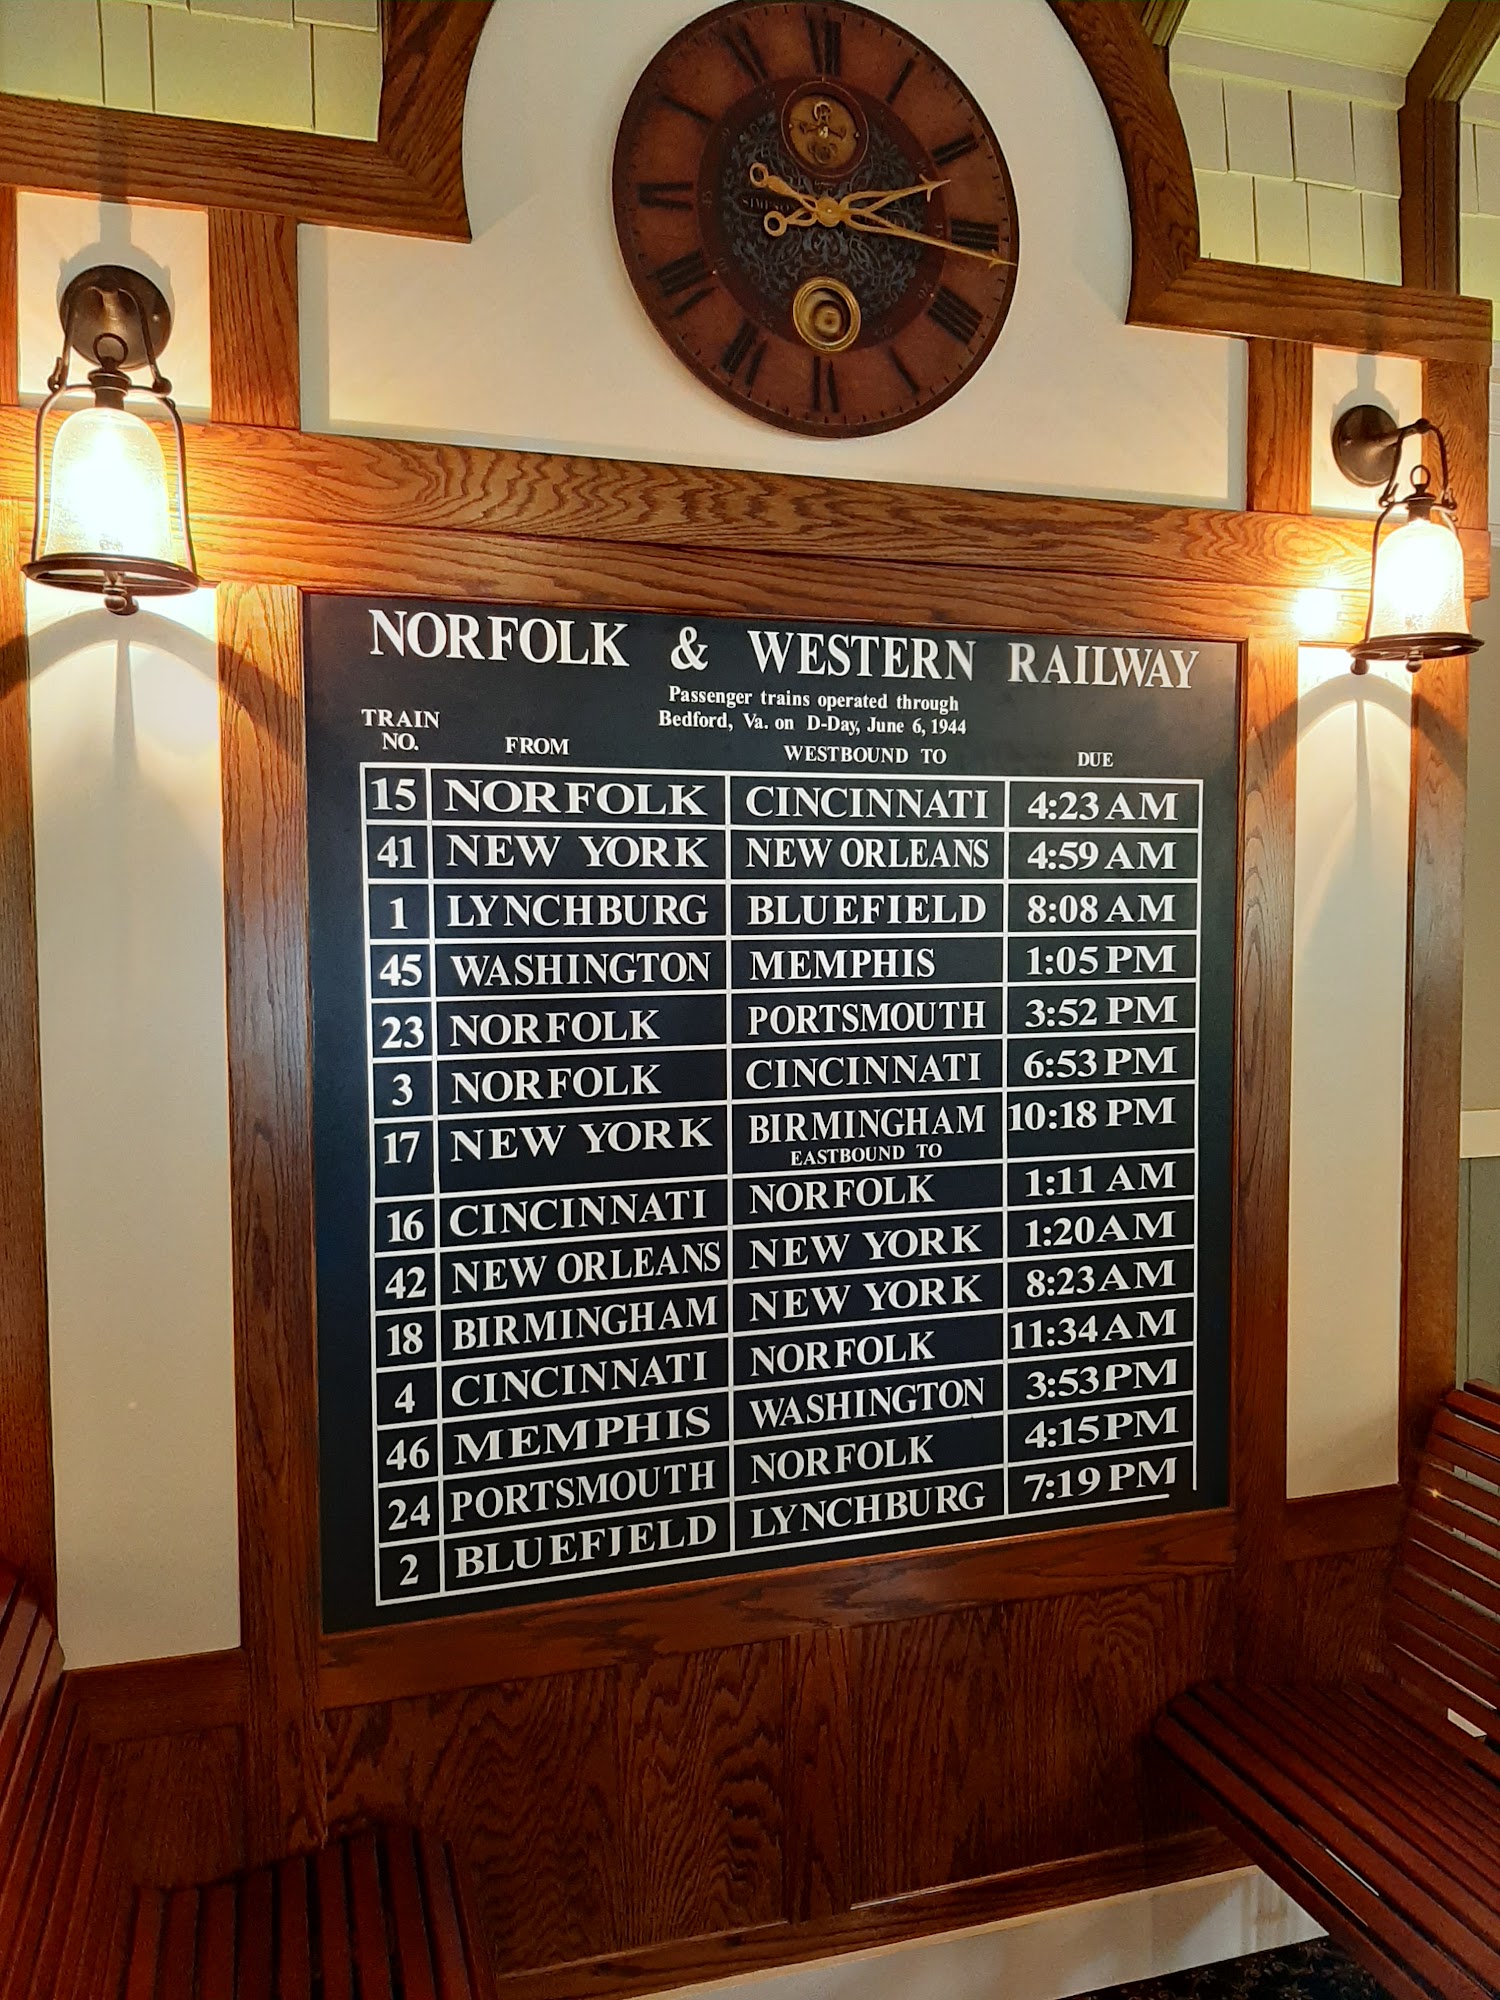 NORFOLK & WESTERN RAILWAY
Passenger trains operated through
Bedford, Va. on D-Day, June 6, 1944
TRAIN NO. FROM WESTBOUND TO DUE
15 NORFOLK CINCINNATI 4:23 AM
41 NEW YORK NEW ORLEANS 4:59 AM
1 LYNCHBURG BLUEFIELD 8:08 AM
45 WASHINGTON MEMPHIS 1:05 PM
23 NORFOLK PORTSMOUTH 3:52 PM
3 NORFOLK CINCINNATI 6:53 PM
17 NEW YORK BIRMINGHAM 10:18 PM
EASTBOUND TO
16 CINCINNATI NORFOLK 1:11 AM
42 NEW ORLEANS NEW YORK 1:20AM
18 BIRMINGHAM NEW YORK 8:23AM
4 CINCINNATI NORFOLK 11:34AM
46 MEMPHIS WASHINGTON 3:53PM
24 PORTSMOUTH NORFOLK 4:15PM
2 BLUEFIELD LYNCHBURG 7:19 PM